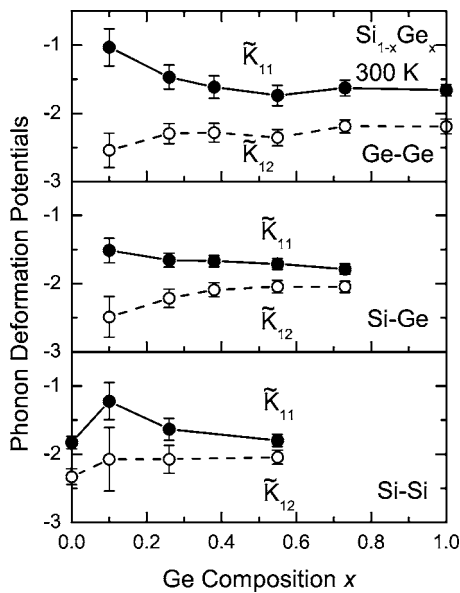 Si1-xGex
300 K
-1
K̃11
-2
K̃12
Ge-Ge
-3
-1
K̃11
-2
K̃12
Si-Ge
-3
-1
K̃11
-2
K̃12
Si-Si
-3
0.0 0.2 0.4 0.6 0.8 1.0
Ge Composition x
Phonon Deformation Potentials